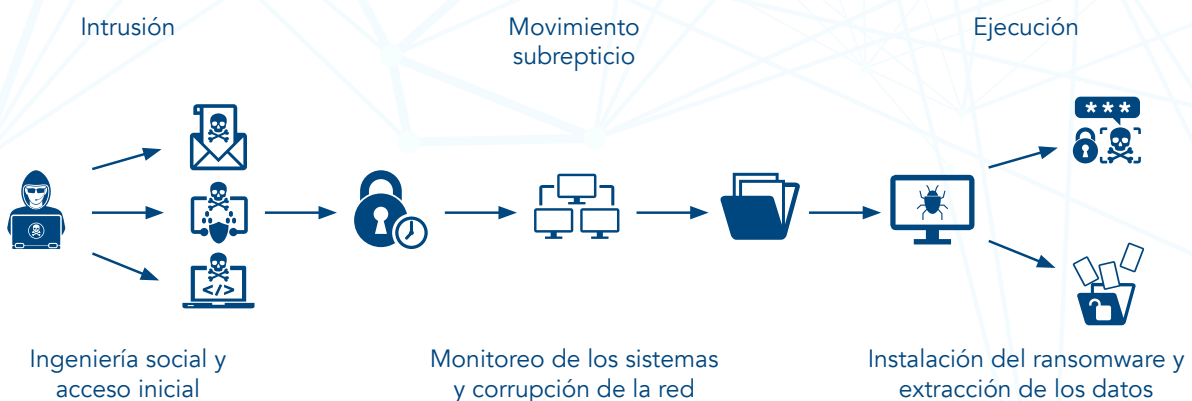 Intrusión
Movimiento
subrepticio
Ejecución
***
</>
Ingeniería social y
acceso inicial
Monitoreo de los sistemas
y corrupción de la red
Instalación del ransomware y
extracción de los datos